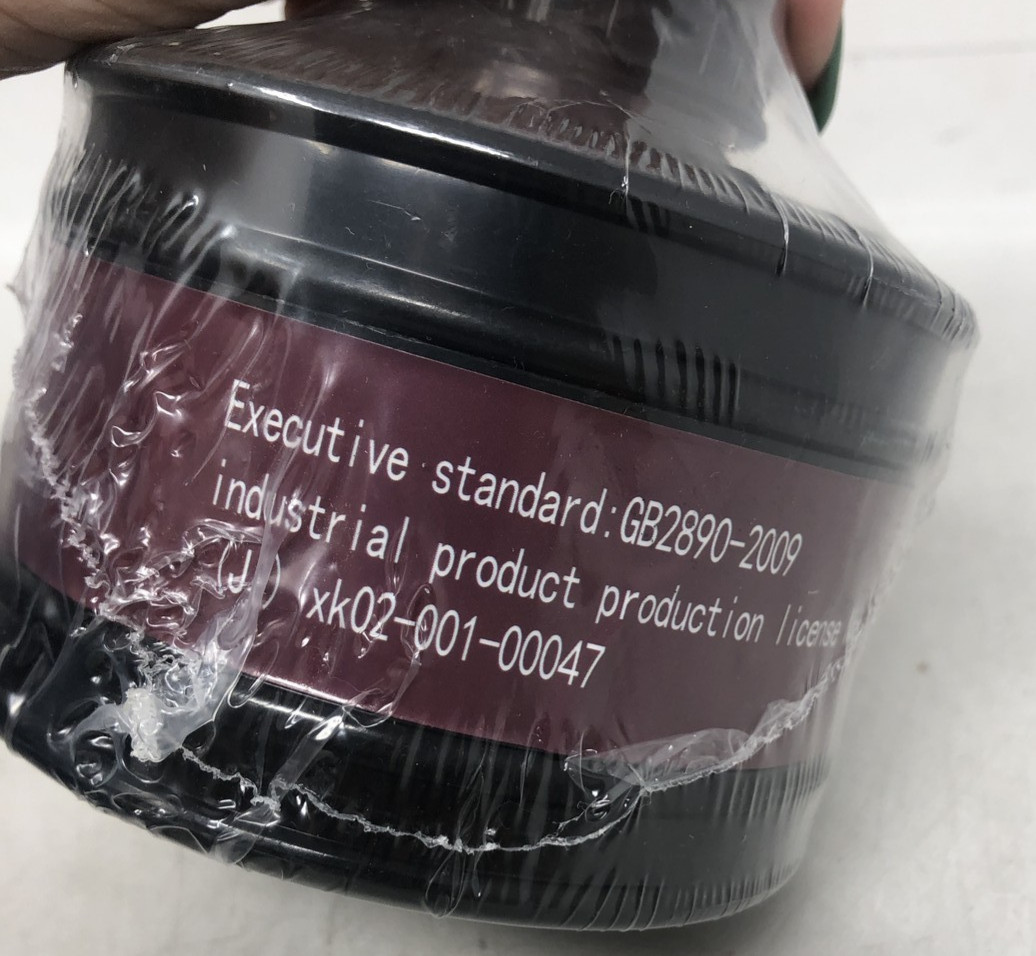 Executive standard:GB2890-2009
industrial product production license
(J) xk02-001-00047